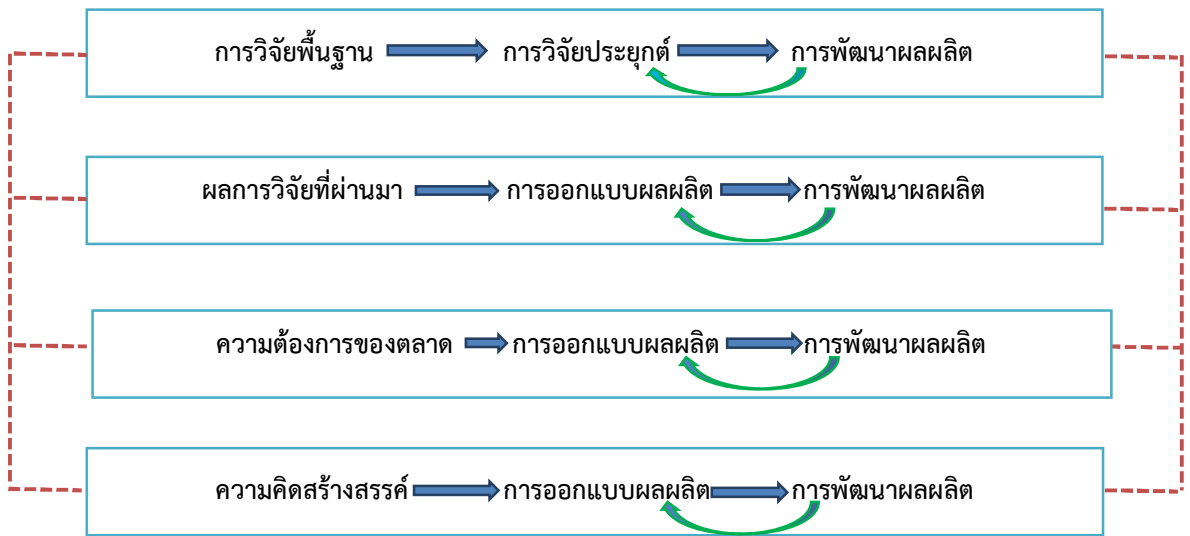 การวิจัยพื้นฐาน การวิจัยประยุกต์ การพัฒนาผลผลิต
ผลการวิจัยที่ผ่านมา การออกแบบผลผลิต การพัฒนาผลผลิต
ความต้องการของตลาด การออกแบบผลผลิต การพัฒนาผลผลิต
ความคิดสร้างสรรค์ การออกแบบผลผลิต การพัฒนาผลผลิต